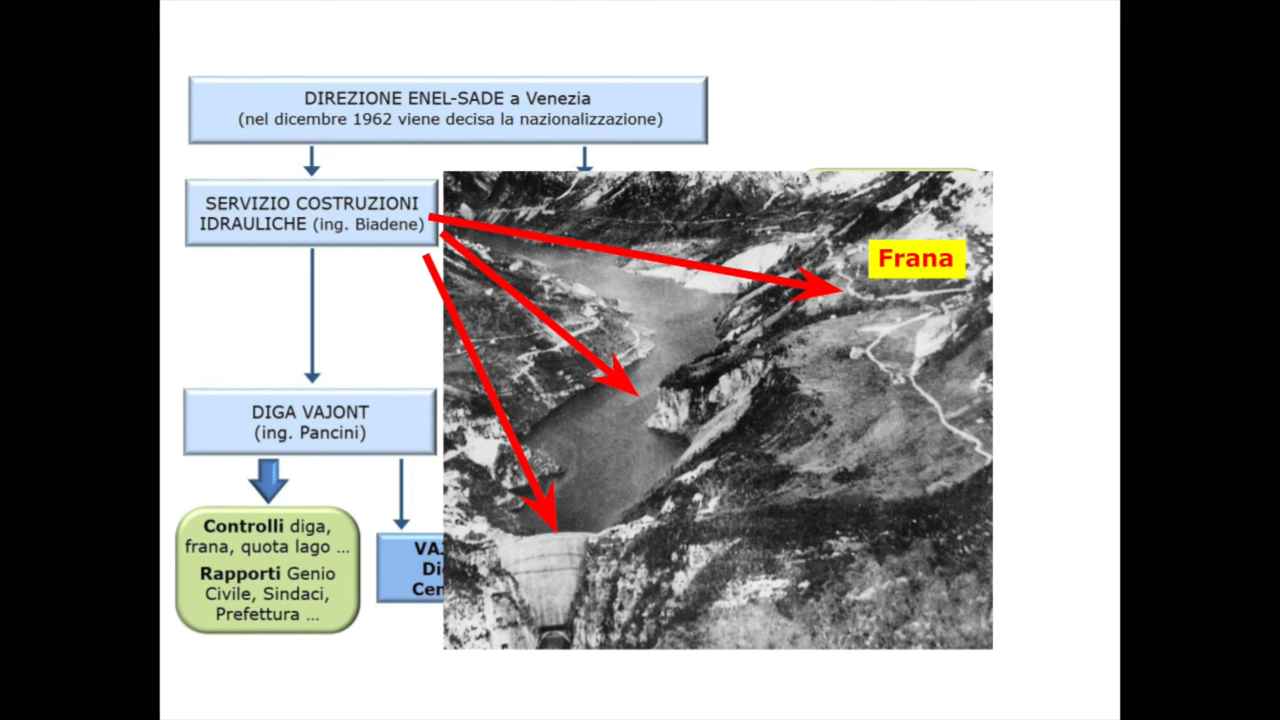 DIREZIONE ENEL-SADE a Venezia
(nel dicembre 1962 viene decisa la nazionalizzazione)
SERVIZIO COSTRUZIONI
IDRAULICHE (ing. Biadene)
Frana
DIGA VAJONT
(ing. Pancini)
Controlli diga,
frana, quota lago ...
Rapporti Genio
Civile, Sindaci,
Prefettura ...